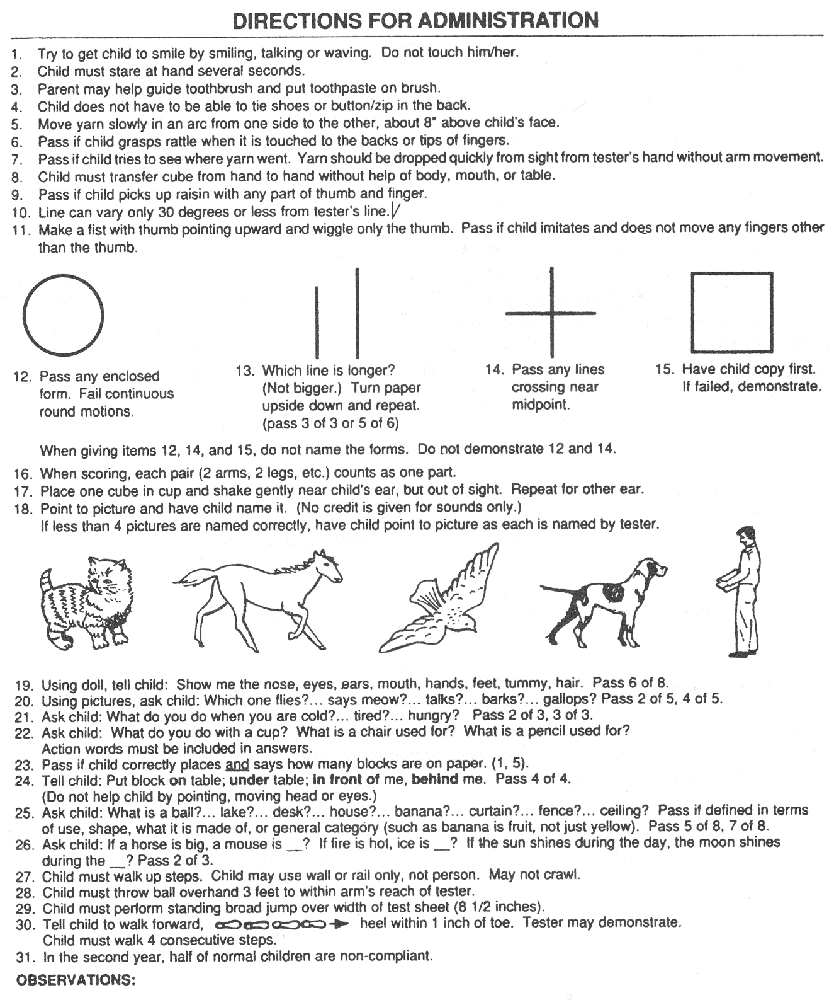 DIRECTIONS FOR ADMINISTRATION
1. Try to get child to smile by smiling, talking or waving. Do not touch him/her.
2. Child must stare at hand several seconds.
3. Parent may help guide toothbrush and put toothpaste on brush.
4. Child does not have to be able to tie shoes or button/zip in the back.
5. Move yarn slowly in an arc from one side to the other, about 8" above child's face.
6. Pass if child grasps rattle when it is touched to the backs or tips of fingers.
7. Pass if child tries to see where yarn went. Yarn should be dropped quickly from sight from tester's hand without arm movement.
8. Child must transfer cube from hand to hand without help of body, mouth, or table.
9. Pass if child picks up raisin with any part of thumb and finger.
10. Line can vary only 30 degrees or less from tester's line.
11. Make a fist with thumb pointing upward and wiggle only the thumb. Pass if child imitates and does not move any fingers other
than the thumb.
12. Pass any enclosed
form. Fail continuous
round motions.
13. Which line is longer?
(Not bigger.) Turn paper
upside down and repeat.
(pass 3 of 3 or 5 of 6)
14. Pass any lines
crossing near
midpoint.
15. Have child copy first.
If failed, demonstrate.
When giving items 12, 14, and 15, do not name the forms. Do not demonstrate 12 and 14.
16. When scoring, each pair (2 arms, 2 legs, etc.) counts as one part.
17. Place one cube in cup and shake gently near child's ear, but out of sight. Repeat for other ear.
18. Point to picture and have child name it. (No credit is given for sounds only.)
If less than 4 pictures are named correctly, have child point to picture as each is named by tester.
19. Using doll, tell child: Show me the nose, eyes, ears, mouth, hands, feet, tummy, hair. Pass 6 of 8.
20. Using pictures, ask child: Which one flies?... says meow?... talks?... barks?... gallops? Pass 2 of 5, 4 of 5.
21. Ask child: What do you do when you are cold?... tired?... hungry? Pass 2 of 3, 3 of 3.
22. Ask child: What do you do with a cup? What is a chair used for? What is a pencil used for?
Action words must be included in answers.
23. Pass if child correctly places and says how many blocks are on paper. (1, 5).
24. Tell child: Put block on table; under table; in front of me, behind me. Pass 4 of 4.
(Do not help child by pointing, moving head or eyes.)
25. Ask child: What is a ball?... lake?... desk?... house?... banana?... curtain?... fence?... ceiling? Pass if defined in terms
of use, shape, what it is made of, or general category (such as banana is fruit, not just yellow). Pass 5 of 8, 7 of 8.
26. Ask child: If a horse is big, a mouse is __? If fire is hot, ice is __? If the sun shines during the day, the moon shines
during the __? Pass 2 of 3.
27. Child must walk up steps. Child may use wall or rail only, not person. May not crawl.
28. Child must throw ball overhand 3 feet to within arm's reach of tester.
29. Child must perform standing broad jump over width of test sheet (8 1/2 inches).
30. Tell child to walk forward, heel within 1 inch of toe. Tester may demonstrate.
Child must walk 4 consecutive steps.
31. In the second year, half of normal children are non-compliant.
OBSERVATIONS: